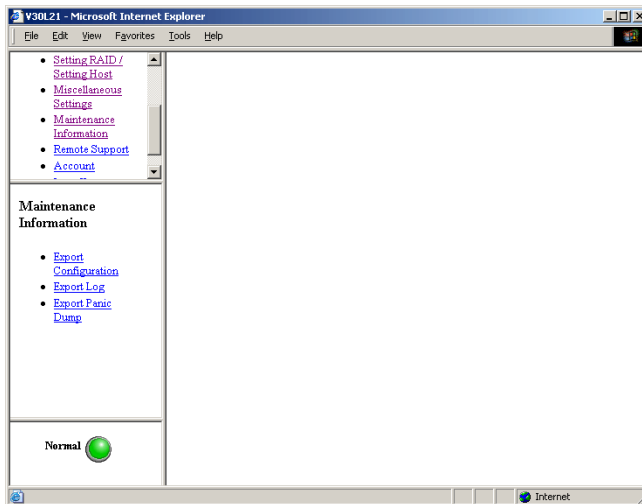 V30L21 - Microsoft Internet Explorer
File Edit View Favorites Tools Help
Setting RAID /
Setting Host
Miscellaneous
Settings
Maintenance
Information
Remote Support
Account
Maintenance
Information
Export
Configuration
Export Log
Export Panic
Dump
Normal
Internet